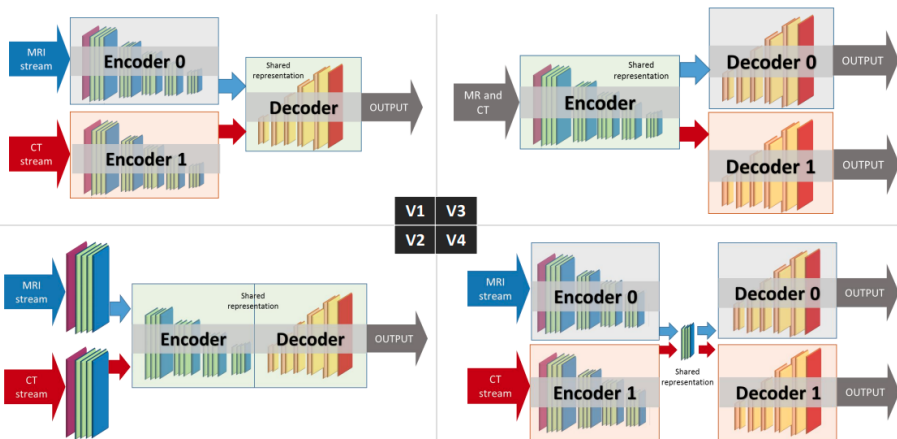 MRI
stream
Encoder 0
CT
stream
Encoder 1
Shared
representation
Decoder
OUTPUT
MR and
CT
Encoder
Shared
representation
Decoder 0
OUTPUT
Decoder 1
OUTPUT
V1 V3
V2 V4
MRI
stream
CT
stream
Encoder
Shared
representation
Decoder
OUTPUT
MRI
stream
Encoder 0
CT
stream
Encoder 1
Shared
representation
Decoder 0
OUTPUT
Decoder 1
OUTPUT